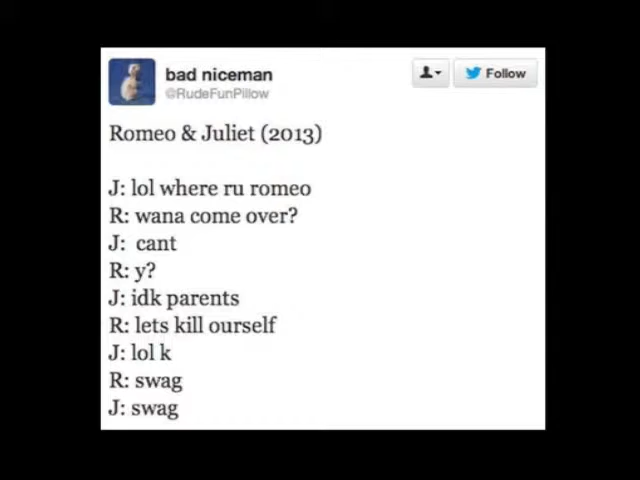 bad niceman
@RudeFunPillow
Follow
Romeo & Juliet (2013)
J: lol where ru romeo
R: wana come over?
J: cant
R: y?
J: idk parents
R: lets kill ourself
J: lol k
R: swag
J: swag